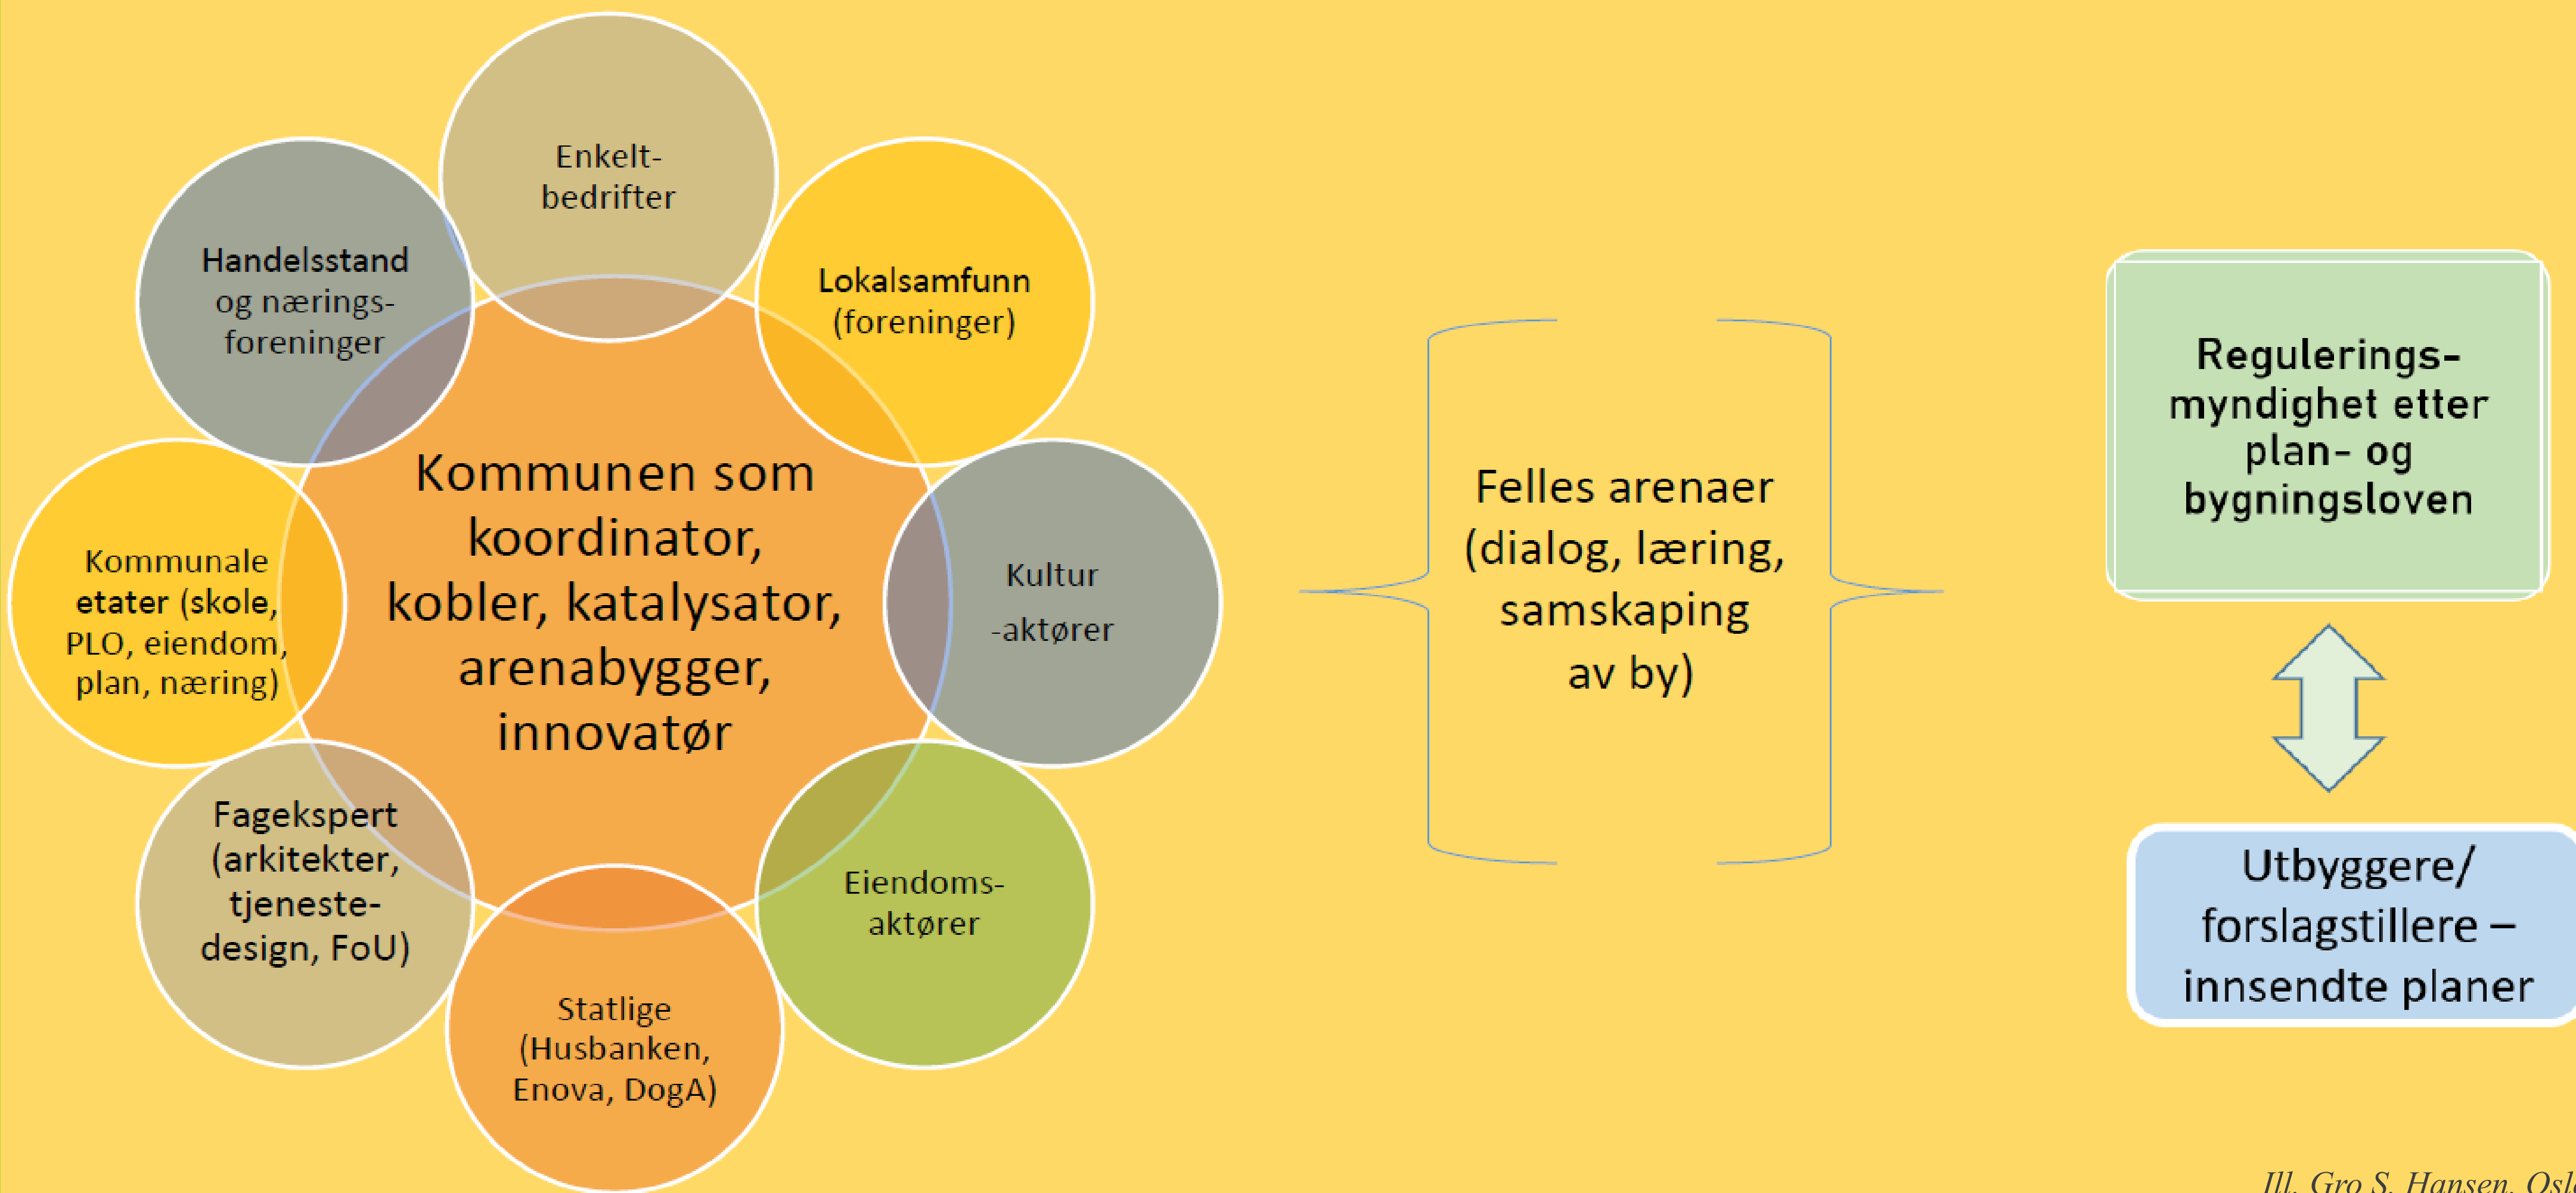 Enkelt-
bedrifter
Lokalsamfunn
(foreninger)
Kultur
-aktører
Eiendoms-
aktører
Statlige
(Husbanken,
Enova, DogA)
Fagekspert
(arkitekter,
tjeneste-
design, FoU)
Kommunale
etater (skole,
PLO, eiendom,
plan, næring)
Handelsstand
og nærings-
foreninger
Kommunen som
koordinator,
kobler, katalysator,
arenabygger,
innovatør
Felles arenaer
(dialog, læring,
samskaping
av by)
Regulerings-
myndighet etter
plan- og
bygningsloven
Utbyggere/
forslagstillere –
innsendte planer
Ill. Gro S. Hansen, Osl